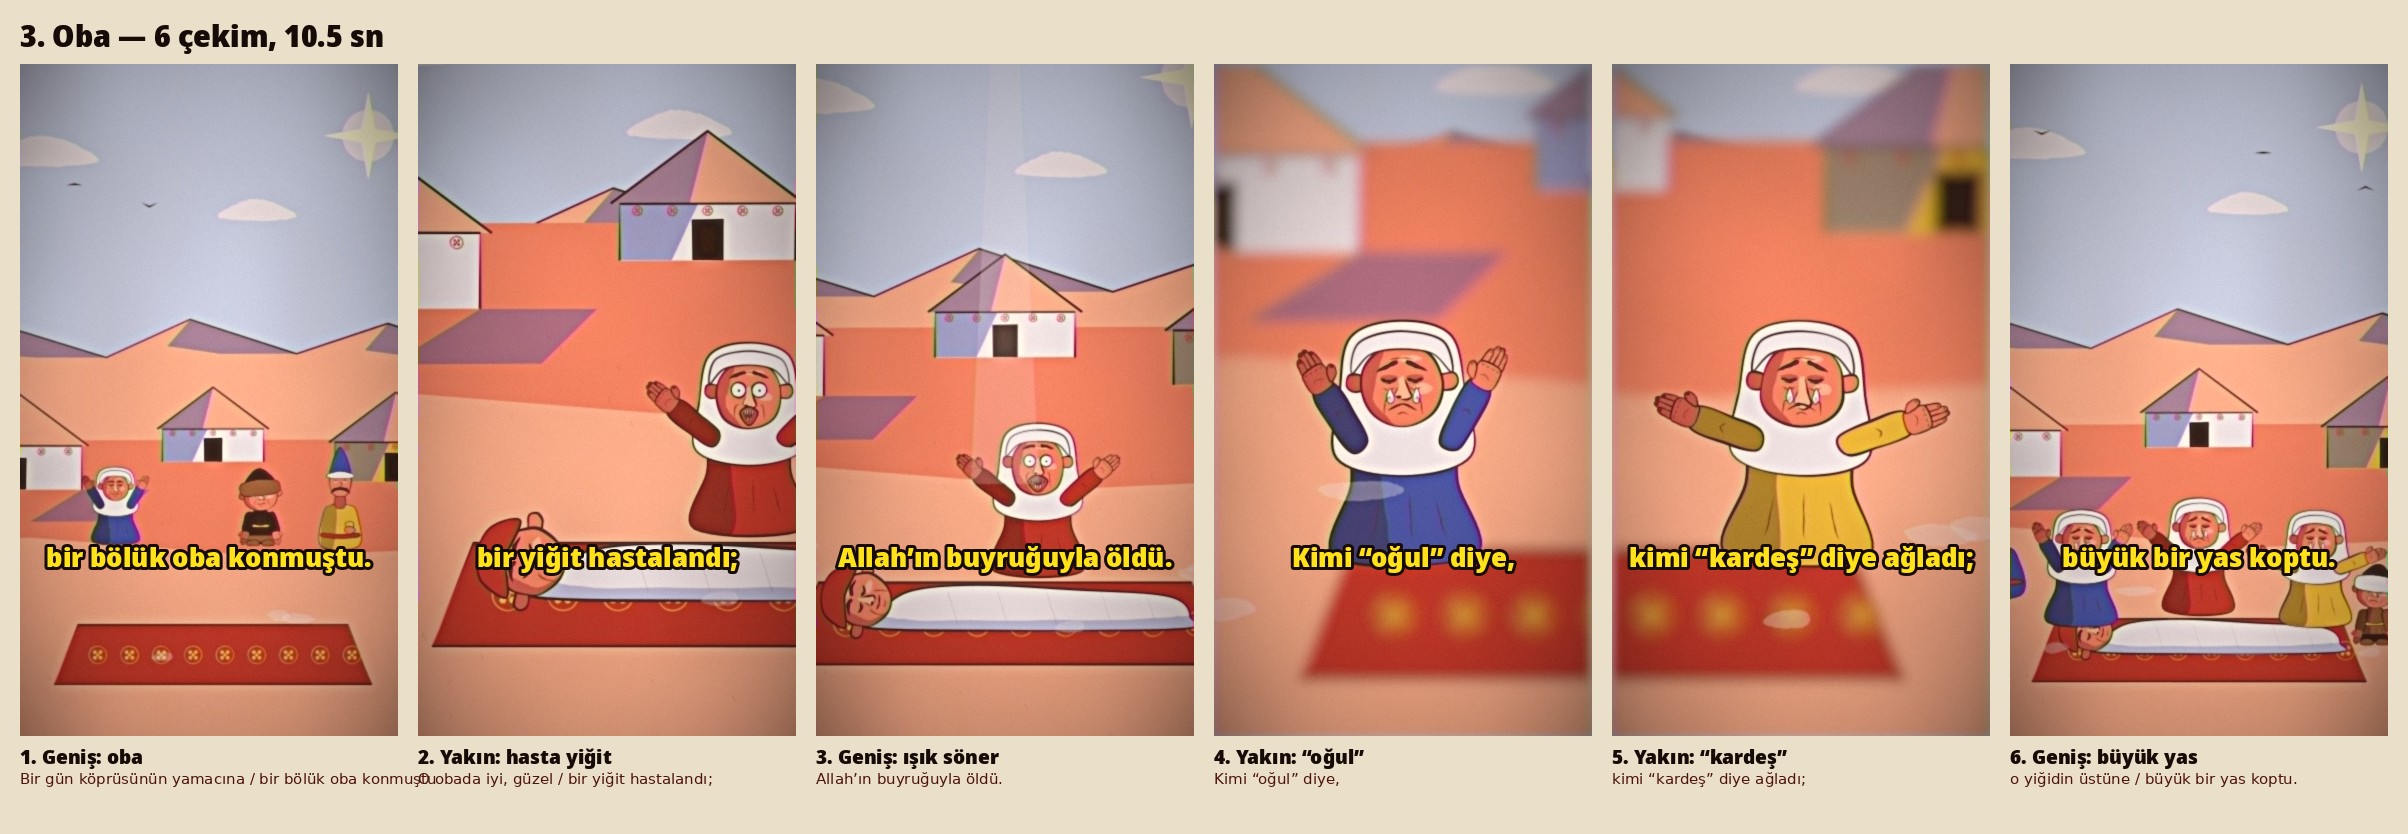 3. Oba — 6 çekim, 10.5 sn
bir bölük oba konmuştu.
bir yiğit hastalandı;
Allah’ın buyruğuyla öldü.
Kimi “oğul” diye,
kimi “kardeş” diye ağladı;
büyük bir yas koptu.
1. Geniş: oba
Bir gün köprüsünün yamacına / bir bölük oba konmuştu.
2. Yakın: hasta yiğit
O obada iyi, güzel / bir yiğit hastalandı;
3. Geniş: ışık söner
Allah’ın buyruğuyla öldü.
4. Yakın: “oğul”
Kimi “oğul” diye,
5. Yakın: “kardeş”
kimi “kardeş” diye ağladı;
6. Geniş: büyük yas
o yiğidin üstüne / büyük bir yas koptu.